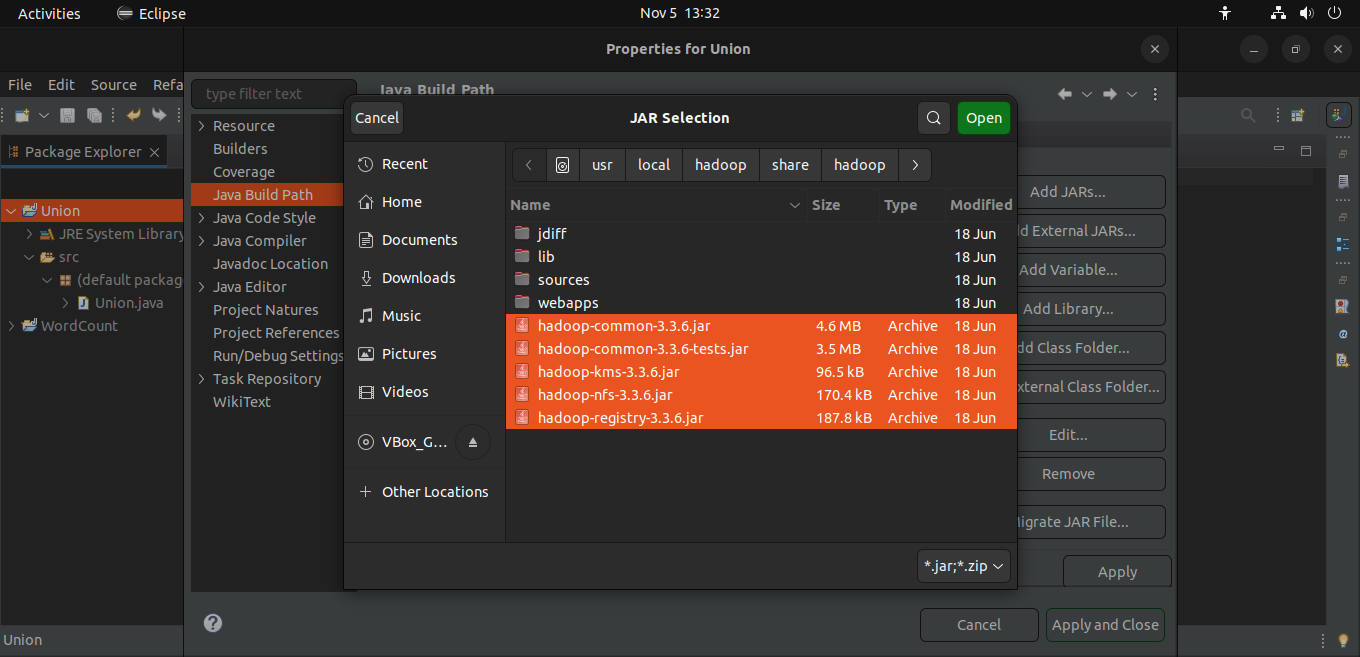 Activities Eclipse Nov 5 13:32
Properties for Union
File Edit Source Refa
type filter text Java Build Path
Cancel JAR Selection Open
Package Explorer
Resource
Builders
Coverage
Java Build Path
Java Code Style
Java Compiler
Javadoc Location
Java Editor
Project Natures
Project References
Run/Debug Settings
Task Repository
WikiText
Union
JRE System Library
src
(default packag
Union.java
WordCount
Recent
Home
Documents
Downloads
Music
Pictures
Videos
VBox_G...
Other Locations
usr local hadoop share hadoop
Name Size Type Modified
jdiff 18 Jun
lib 18 Jun
sources 18 Jun
webapps 18 Jun
hadoop-common-3.3.6.jar 4.6 MB Archive 18 Jun
hadoop-common-3.3.6-tests.jar 3.5 MB Archive 18 Jun
hadoop-kms-3.3.6.jar 96.5 kB Archive 18 Jun
hadoop-nfs-3.3.6.jar 170.4 kB Archive 18 Jun
hadoop-registry-3.3.6.jar 187.8 kB Archive 18 Jun
*.jar;*.zip
Add JARs...
d External JARs...
Add Variable...
Add Library...
dd Class Folder...
xternal Class Folder...
Edit...
Remove
igrate JAR File...
Apply
Cancel Apply and Close
Union